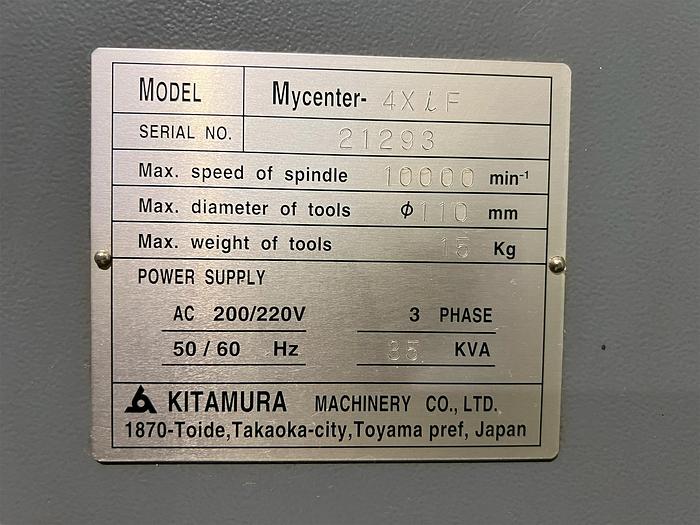 MODEL Mycenter- 4XiF
SERIAL NO. 21293
Max. speed of spindle 10000 min-1
Max. diameter of tools φ110 mm
Max. weight of tools 15 Kg
POWER SUPPLY
AC 200/220V 3 PHASE
50/60 Hz 35 KVA
KITAMURA MACHINERY CO.,LTD.
1870-Toide,Takaoka-city,Toyama pref, Japan